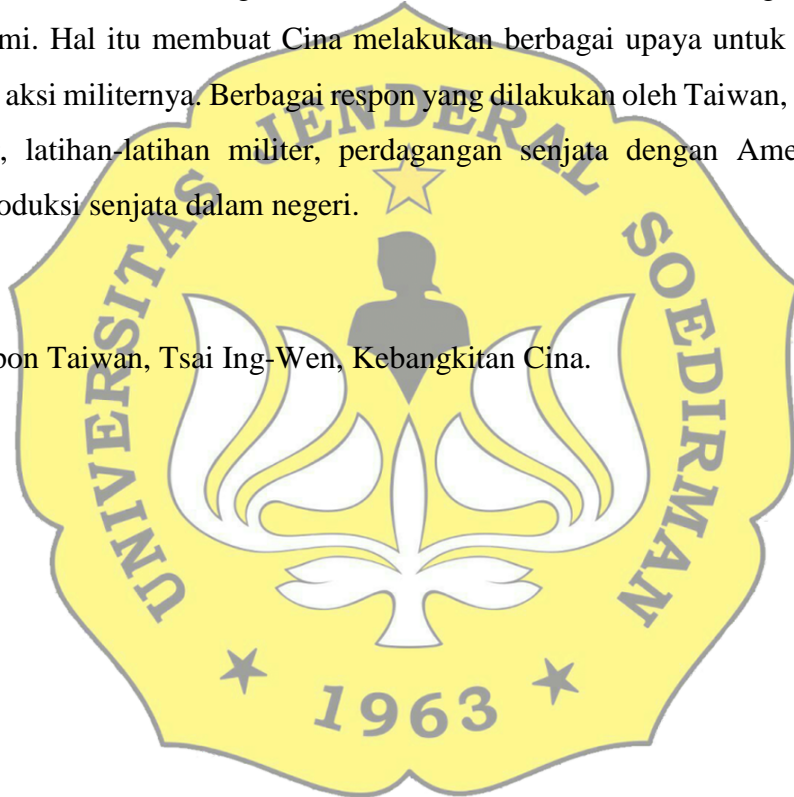 mi. Hal itu membuat Cina melakukan berbagai upaya untuk
aksi militernya. Berbagai respon yang dilakukan oleh Taiwan,
, latihan-latihan militer, perdagangan senjata dengan Ame
oduksi senjata dalam negeri.
pon Taiwan, Tsai Ing-Wen, Kebangkitan Cina.
UNIVERSITAS JENDERAL SOEDIRMAN
1963